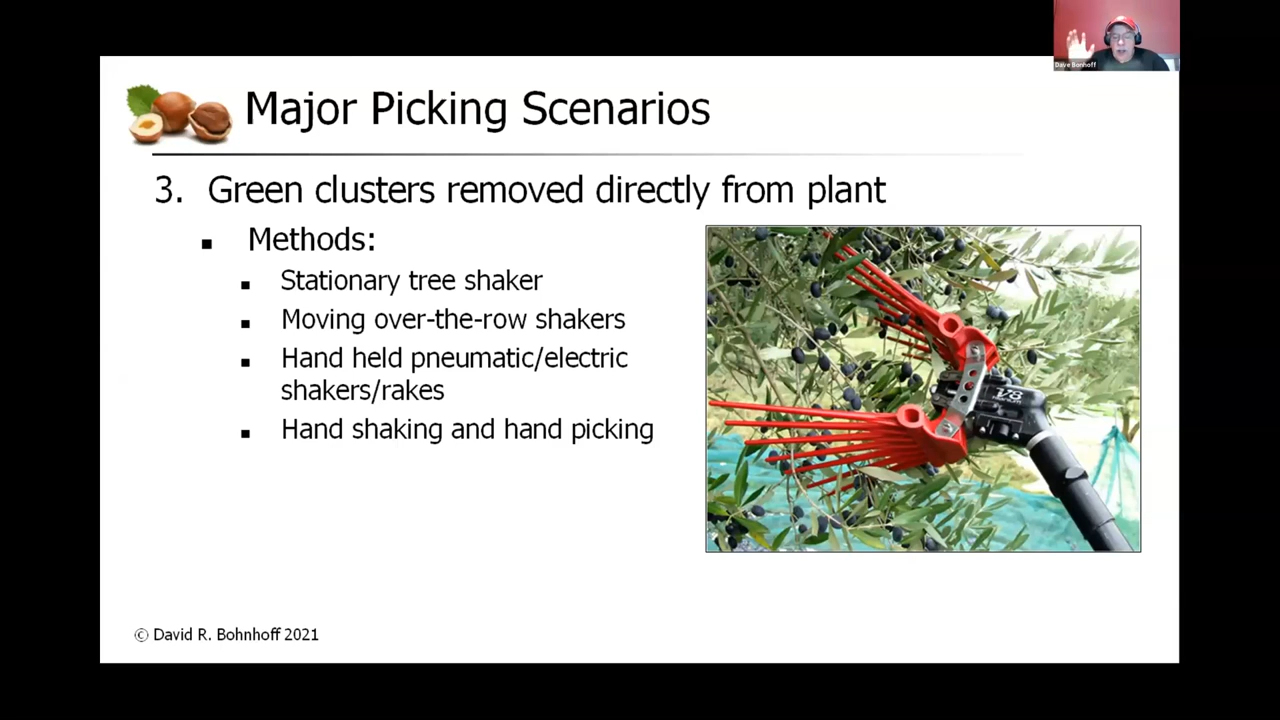 Dave Bohnhoff
Major Picking Scenarios
3. Green clusters removed directly from plant
■ Methods:
■ Stationary tree shaker
■ Moving over-the-row shakers
■ Hand held pneumatic/electric
shakers/rakes
■ Hand shaking and hand picking
V8
© David R. Bohnhoff 2021